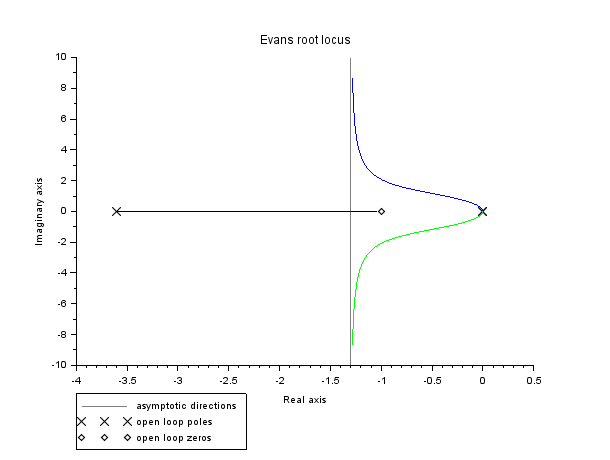 Evans root locus
10
8
6
4
2
0
-2
-4
-6
-8
-10
Imaginary axis
-4 -3.5 -3 -2.5 -2 -1.5 -1 -0.5 0 0.5
Real axis
asymptotic directions
open loop poles
open loop zeros